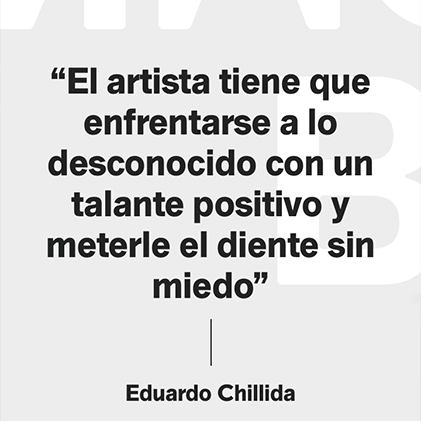 “El artista tiene que
enfrentarse a lo
desconocido con un
talante positivo y
meterle el diente sin
miedo”
Eduardo Chillida